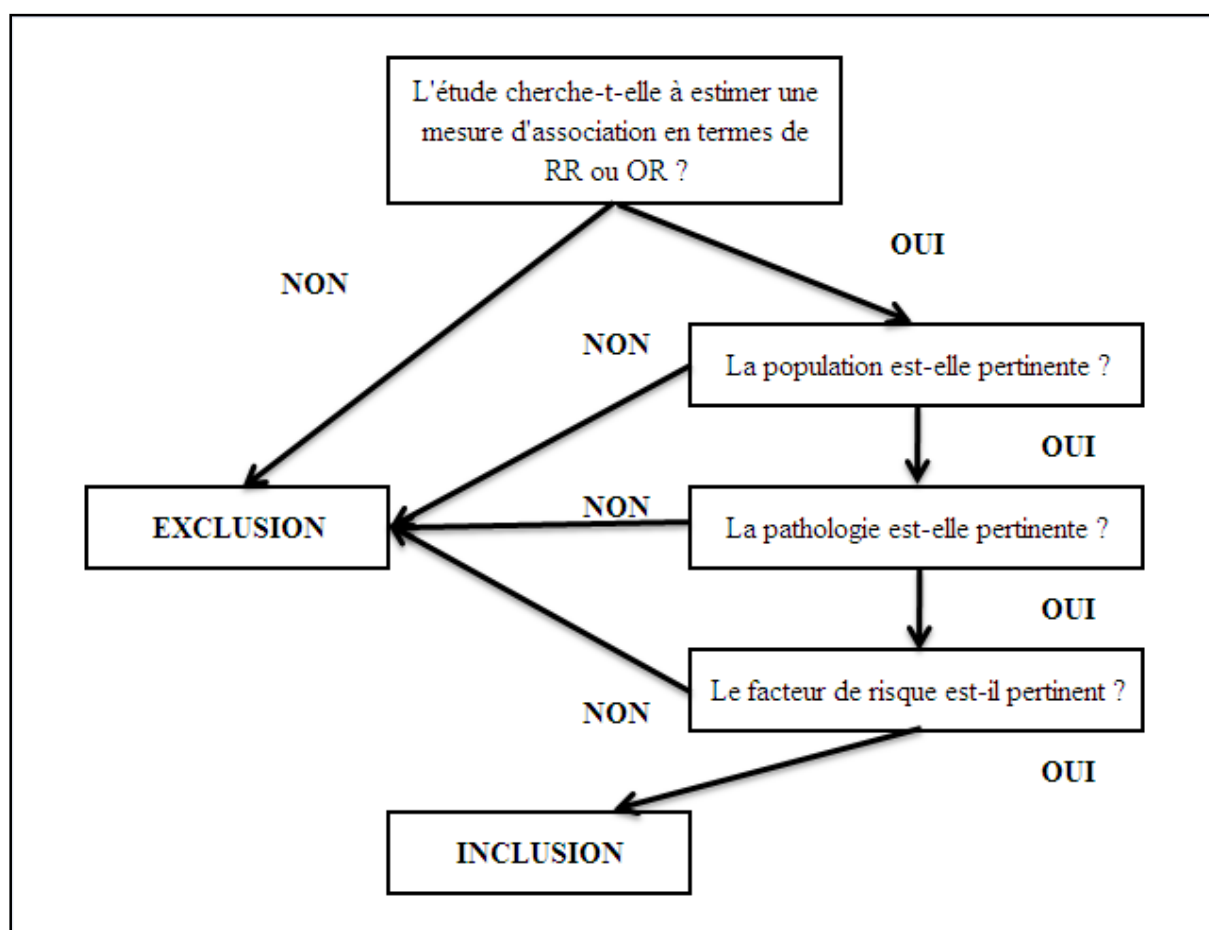 L'étude cherche-t-elle à estimer une
mesure d'association en termes de
RR ou OR ?
OUI
NON
NON
La population est-elle pertinente ?
OUI
EXCLUSION
NON
La pathologie est-elle pertinente ?
OUI
Le facteur de risque est-il pertinent ?
NON
OUI
INCLUSION